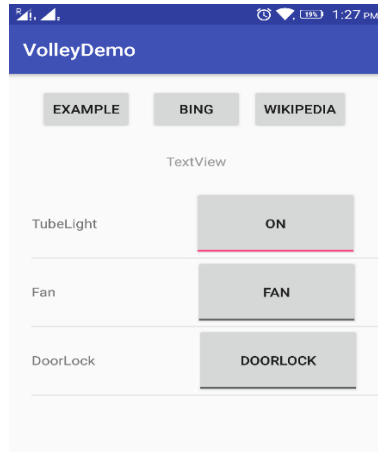 R 19% 1:27 PM
VolleyDemo
EXAMPLE BING WIKIPEDIA
TextView
TubeLight ON
Fan FAN
DoorLock DOORLOCK